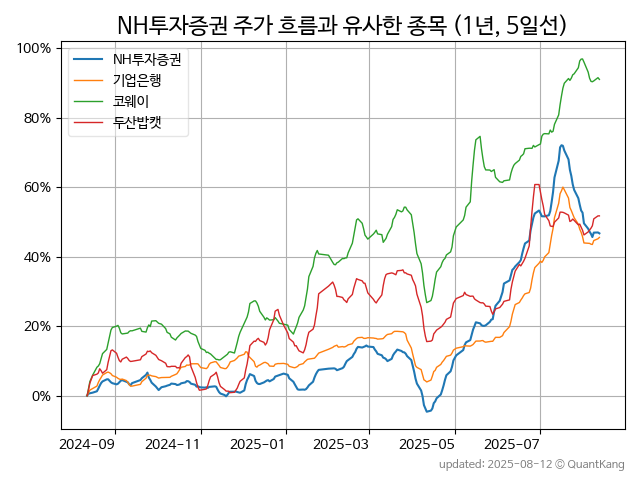 NH투자증권 주가 흐름과 유사한 종목 (1년, 5일선)
100%
80%
60%
40%
20%
0%
NH투자증권
기업은행
코웨이
두산밥캣
2024-09
2024-11
2025-01
2025-03
2025-05
2025-07
updated: 2025-08-12 © QuantKang